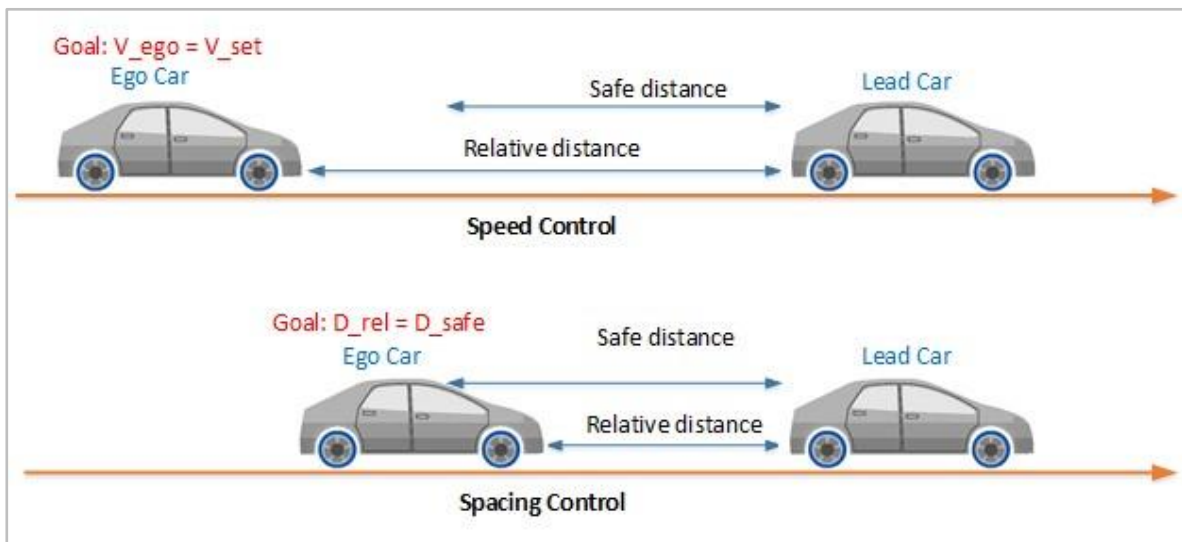 Goal: V_ego = V_set
Ego Car
Safe distance
Lead Car
Relative distance
Speed Control
Goal: D_rel = D_safe
Ego Car
Safe distance
Lead Car
Relative distance
Spacing Control